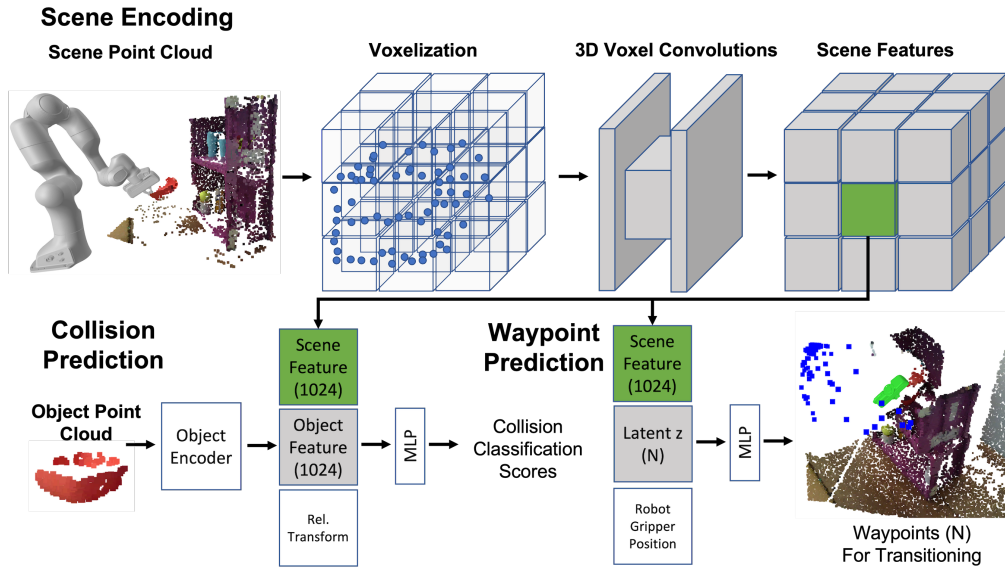 Scene Encoding
Scene Point Cloud
Voxelization
3D Voxel Convolutions
Scene Features
Collision
Prediction
Object Point
Cloud
Object
Encoder
Scene
Feature
(1024)
Object
Feature
(1024)
Rel.
Transform
MLP
Collision
Classification
Scores
Waypoint
Prediction
Scene
Feature
(1024)
Latent z
(N)
Robot
Gripper
Position
MLP
Waypoints (N)
For Transitioning